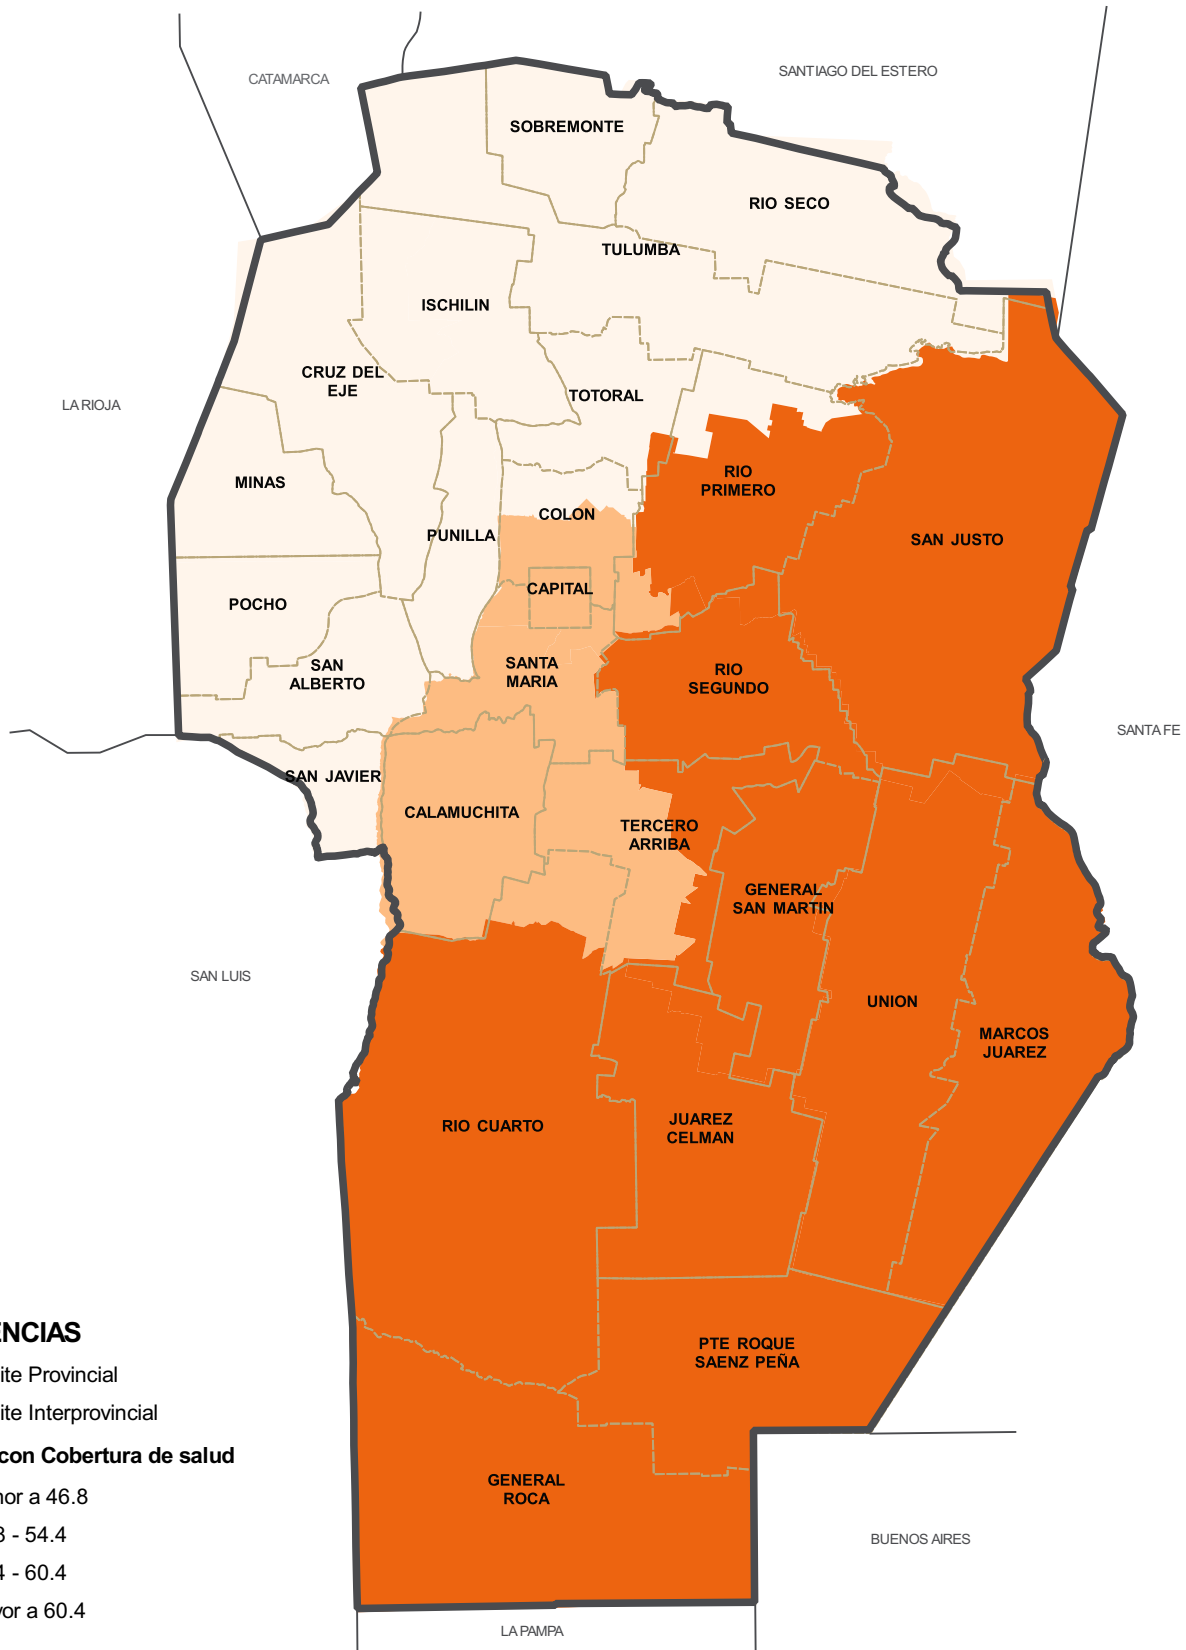 CATAMARCA
SANTIAGO DEL ESTERO
SOBREMONTE
RIO SECO
TULUMBA
ISCHILIN
CRUZ DEL
EJE
TOTORAL
LA RIOJA
MINAS
RIO
PRIMERO
COLON
PUNILLA
SAN JUSTO
CAPITAL
POCHO
SAN
ALBERTO
SANTA
MARIA
RIO
SEGUNDO
SANTA FE
SAN JAVIER
CALAMUCHITA
TERCERO
ARRIBA
GENERAL
SAN MARTIN
SAN LUIS
UNION
MARCOS
JUAREZ
RIO CUARTO
JUAREZ
CELMAN
PTE ROQUE
SAENZ PEÑA
GENERAL
ROCA
BUENOS AIRES
LA PAMPA
ENCIAS
ite Provincial
ite Interprovincial
con Cobertura de salud
nor a 46.8
8 - 54.4
4 - 60.4
yor a 60.4